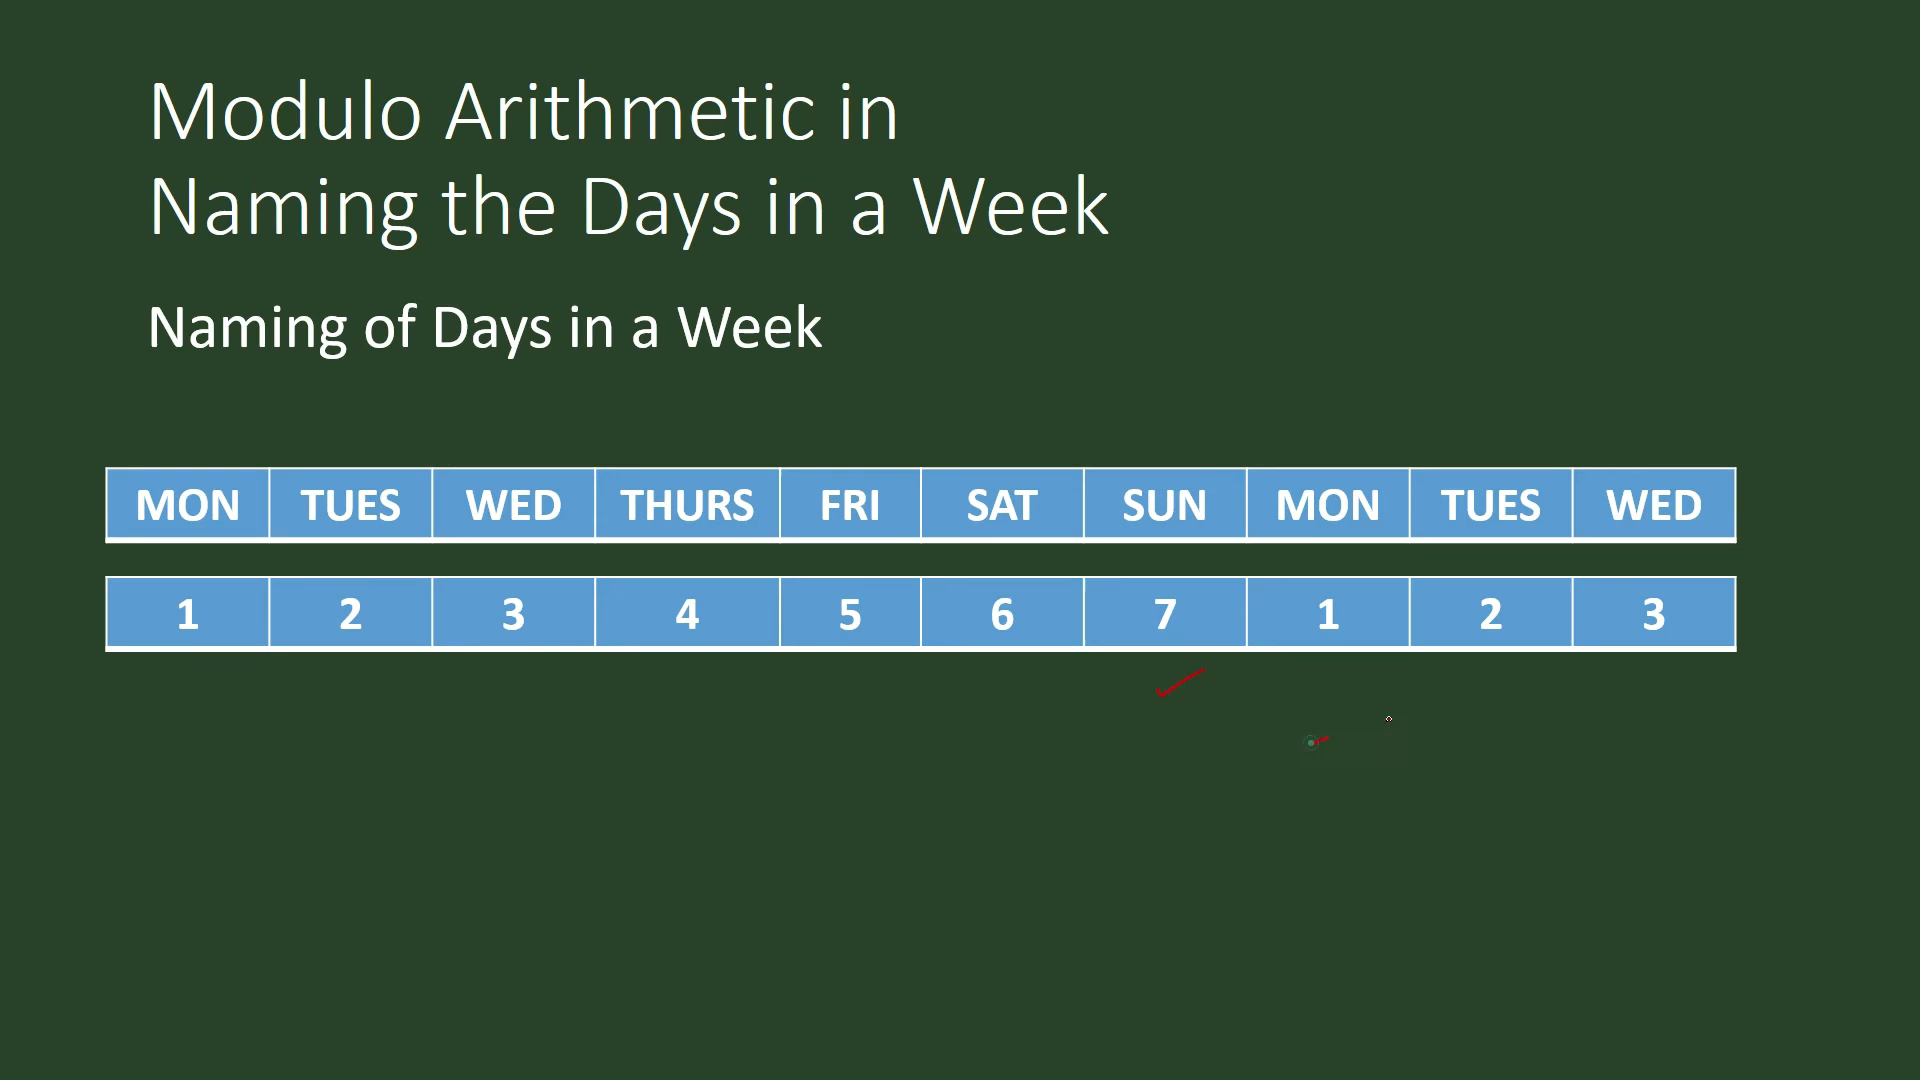 Modulo Arithmetic in
Naming the Days in a Week
Naming of Days in a Week
MON TUES WED THURS FRI SAT SUN MON TUES WED
1 2 3 4 5 6 7 1 2 3